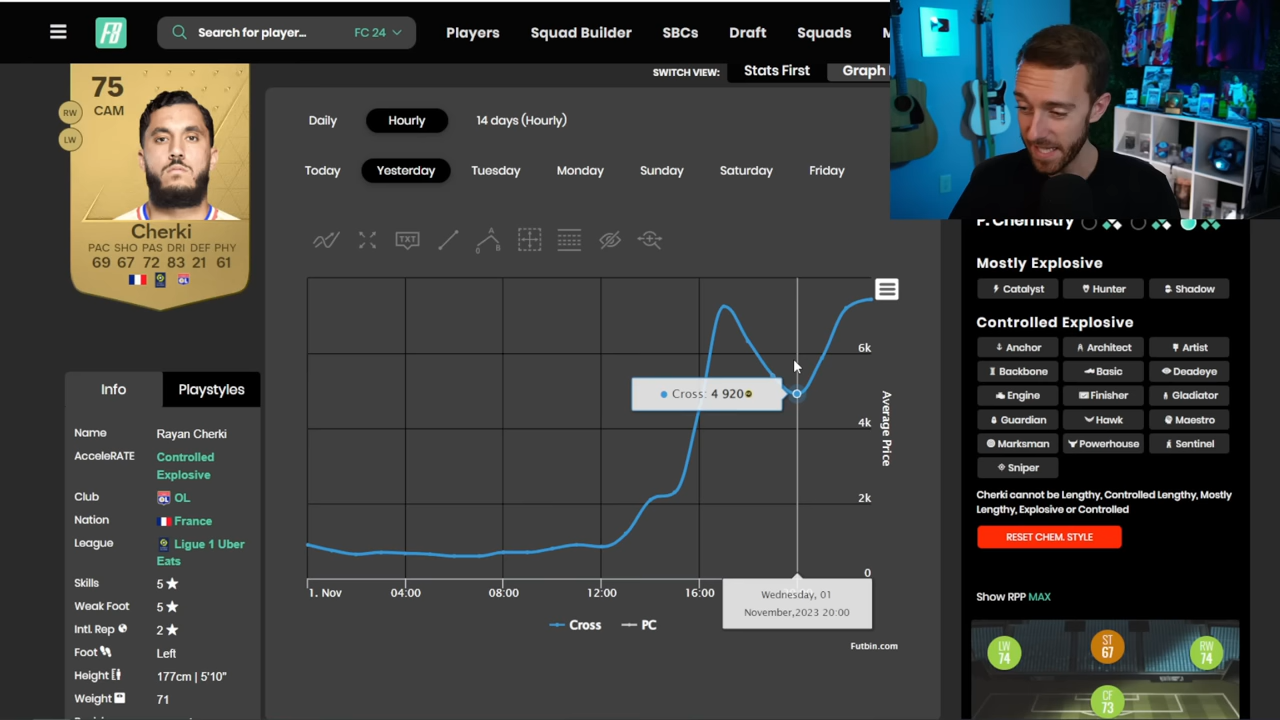 FB
Search for player...
FC 24
Players
Squad Builder
SBCs
Draft
Squads
SWITCH VIEW:
Stats First
Graph
75
CAM
RW
LW
Cherki
PAC SHO PAS DRI DEF PHY
69 67 72 83 21 61
Daily
Hourly
14 days (Hourly)
Today
Yesterday
Tuesday
Monday
Sunday
Saturday
Friday
TXT
A
B
0
6k
4k
2k
0
Average Price
Cross: 4 920
1. Nov
04:00
08:00
12:00
16:00
Wednesday, 01
November,2023 20:00
Cross
PC
Futbin.com
Info
Playstyles
Name Rayan Cherki
AcceleRATE Controlled
Explosive
Club OL
Nation France
League Ligue 1 Uber
Eats
Skills 5
Weak Foot 5
Intl. Rep 2
Foot Left
Height 177cm | 5'10"
Weight 71
P. Chemistry
Mostly Explosive
Catalyst
Hunter
Shadow
Controlled Explosive
Anchor
Architect
Artist
Backbone
Basic
Deadeye
Engine
Finisher
Gladiator
Guardian
Hawk
Maestro
Marksman
Powerhouse
Sentinel
Sniper
Cherki cannot be Lengthy, Controlled Lengthy, Mostly
Lengthy, Explosive or Controlled
RESET CHEM. STYLE
Show RPP MAX
LW
74
ST
67
RW
74
CF
73